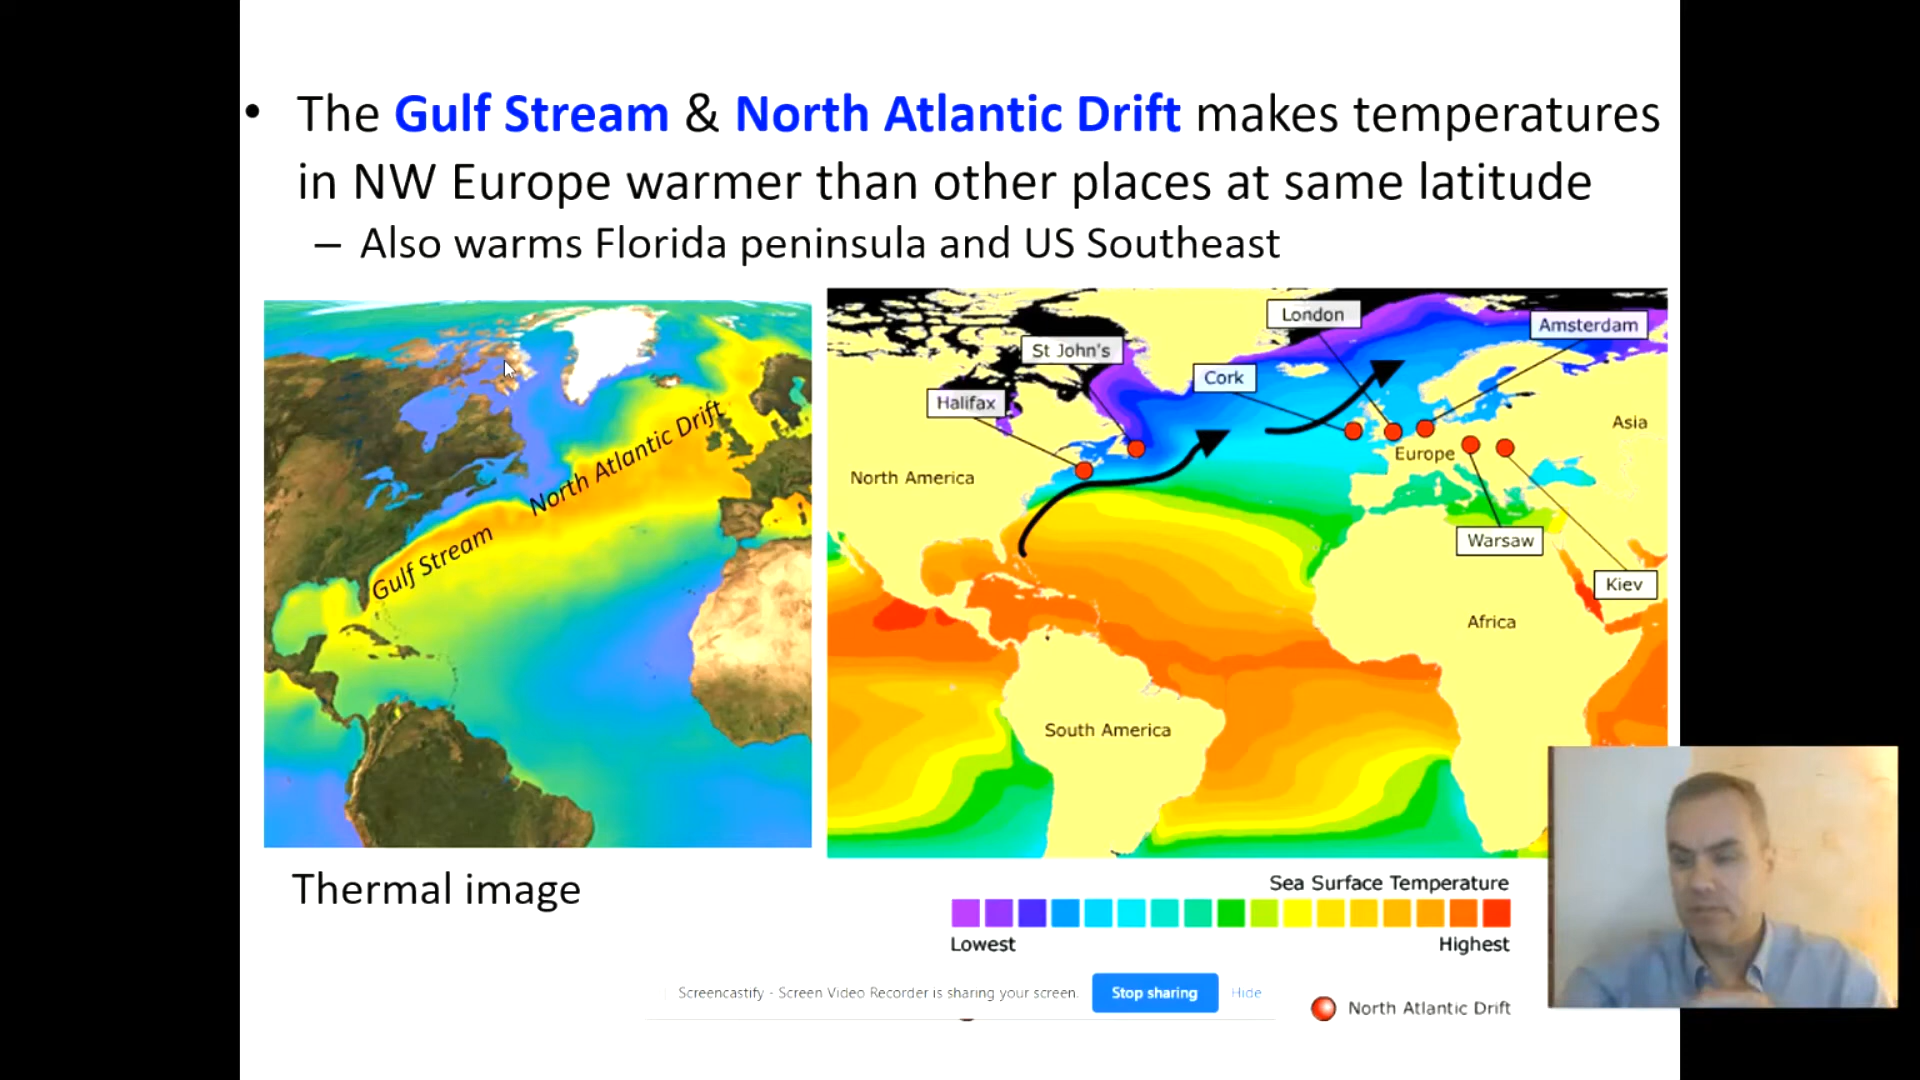 • The Gulf Stream & North Atlantic Drift makes temperatures
in NW Europe warmer than other places at same latitude
– Also warms Florida peninsula and US Southeast
Gulf Stream
North Atlantic Drift
Thermal image
London
Amsterdam
St John's
Cork
Halifax
Asia
Europe
North America
Warsaw
Kiev
Africa
South America
Sea Surface Temperature
Lowest
Highest
Screencastify - Screen Video Recorder is sharing your screen.
Stop sharing
Hide
North Atlantic Drift